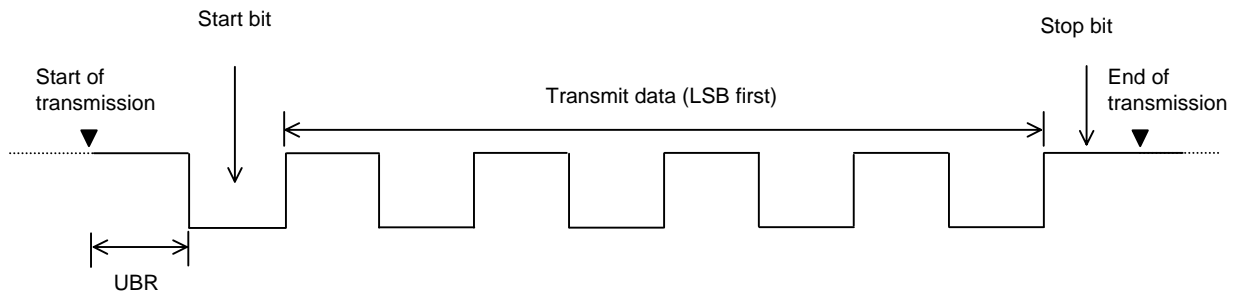 Start bit
Stop bit
Start of
transmission
Transmit data (LSB first)
End of
transmission
UBR